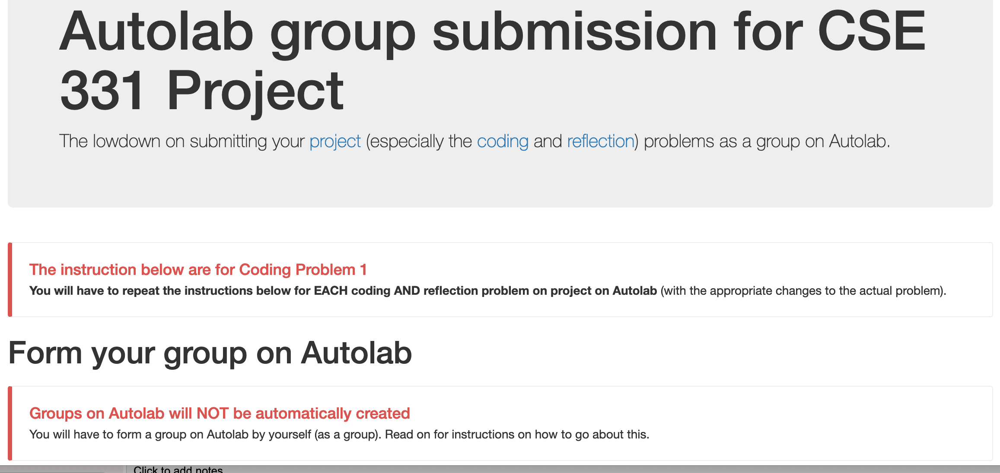 Autolab group submission for CSE
331 Project
The lowdown on submitting your project (especially the coding and reflection) problems as a group on Autolab.
The instruction below are for Coding Problem 1
You will have to repeat the instructions below for EACH coding AND reflection problem on project on Autolab (with the appropriate changes to the actual problem).
Form your group on Autolab
Groups on Autolab will NOT be automatically created
You will have to form a group on Autolab by yourself (as a group). Read on for instructions on how to go about this.
Click to add notes